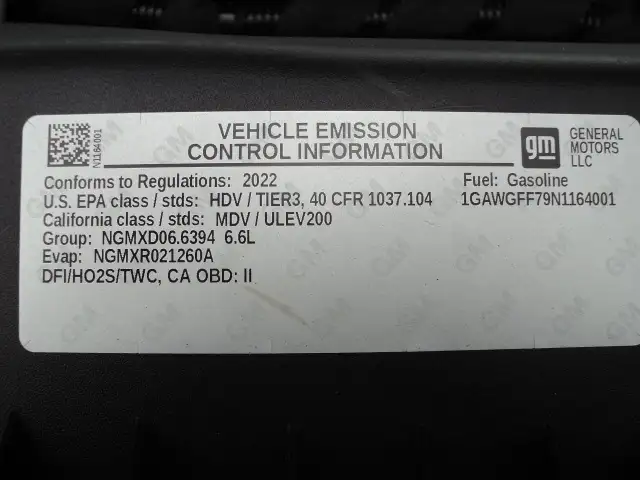 VEHICLE EMISSION
CONTROL INFORMATION
gm
GENERAL
MOTORS
LLC
N1164001
Conforms to Regulations: 2022
Fuel: Gasoline
U.S. EPA class / stds: HDV / TIER3, 40 CFR 1037.104
1GAWGFF79N1164001
California class / stds: MDV / ULEV200
Group: NGMXD06.6394 6.6L
Evap: NGMXR021260A
DFI/HO2S/TWC, CA OBD: II